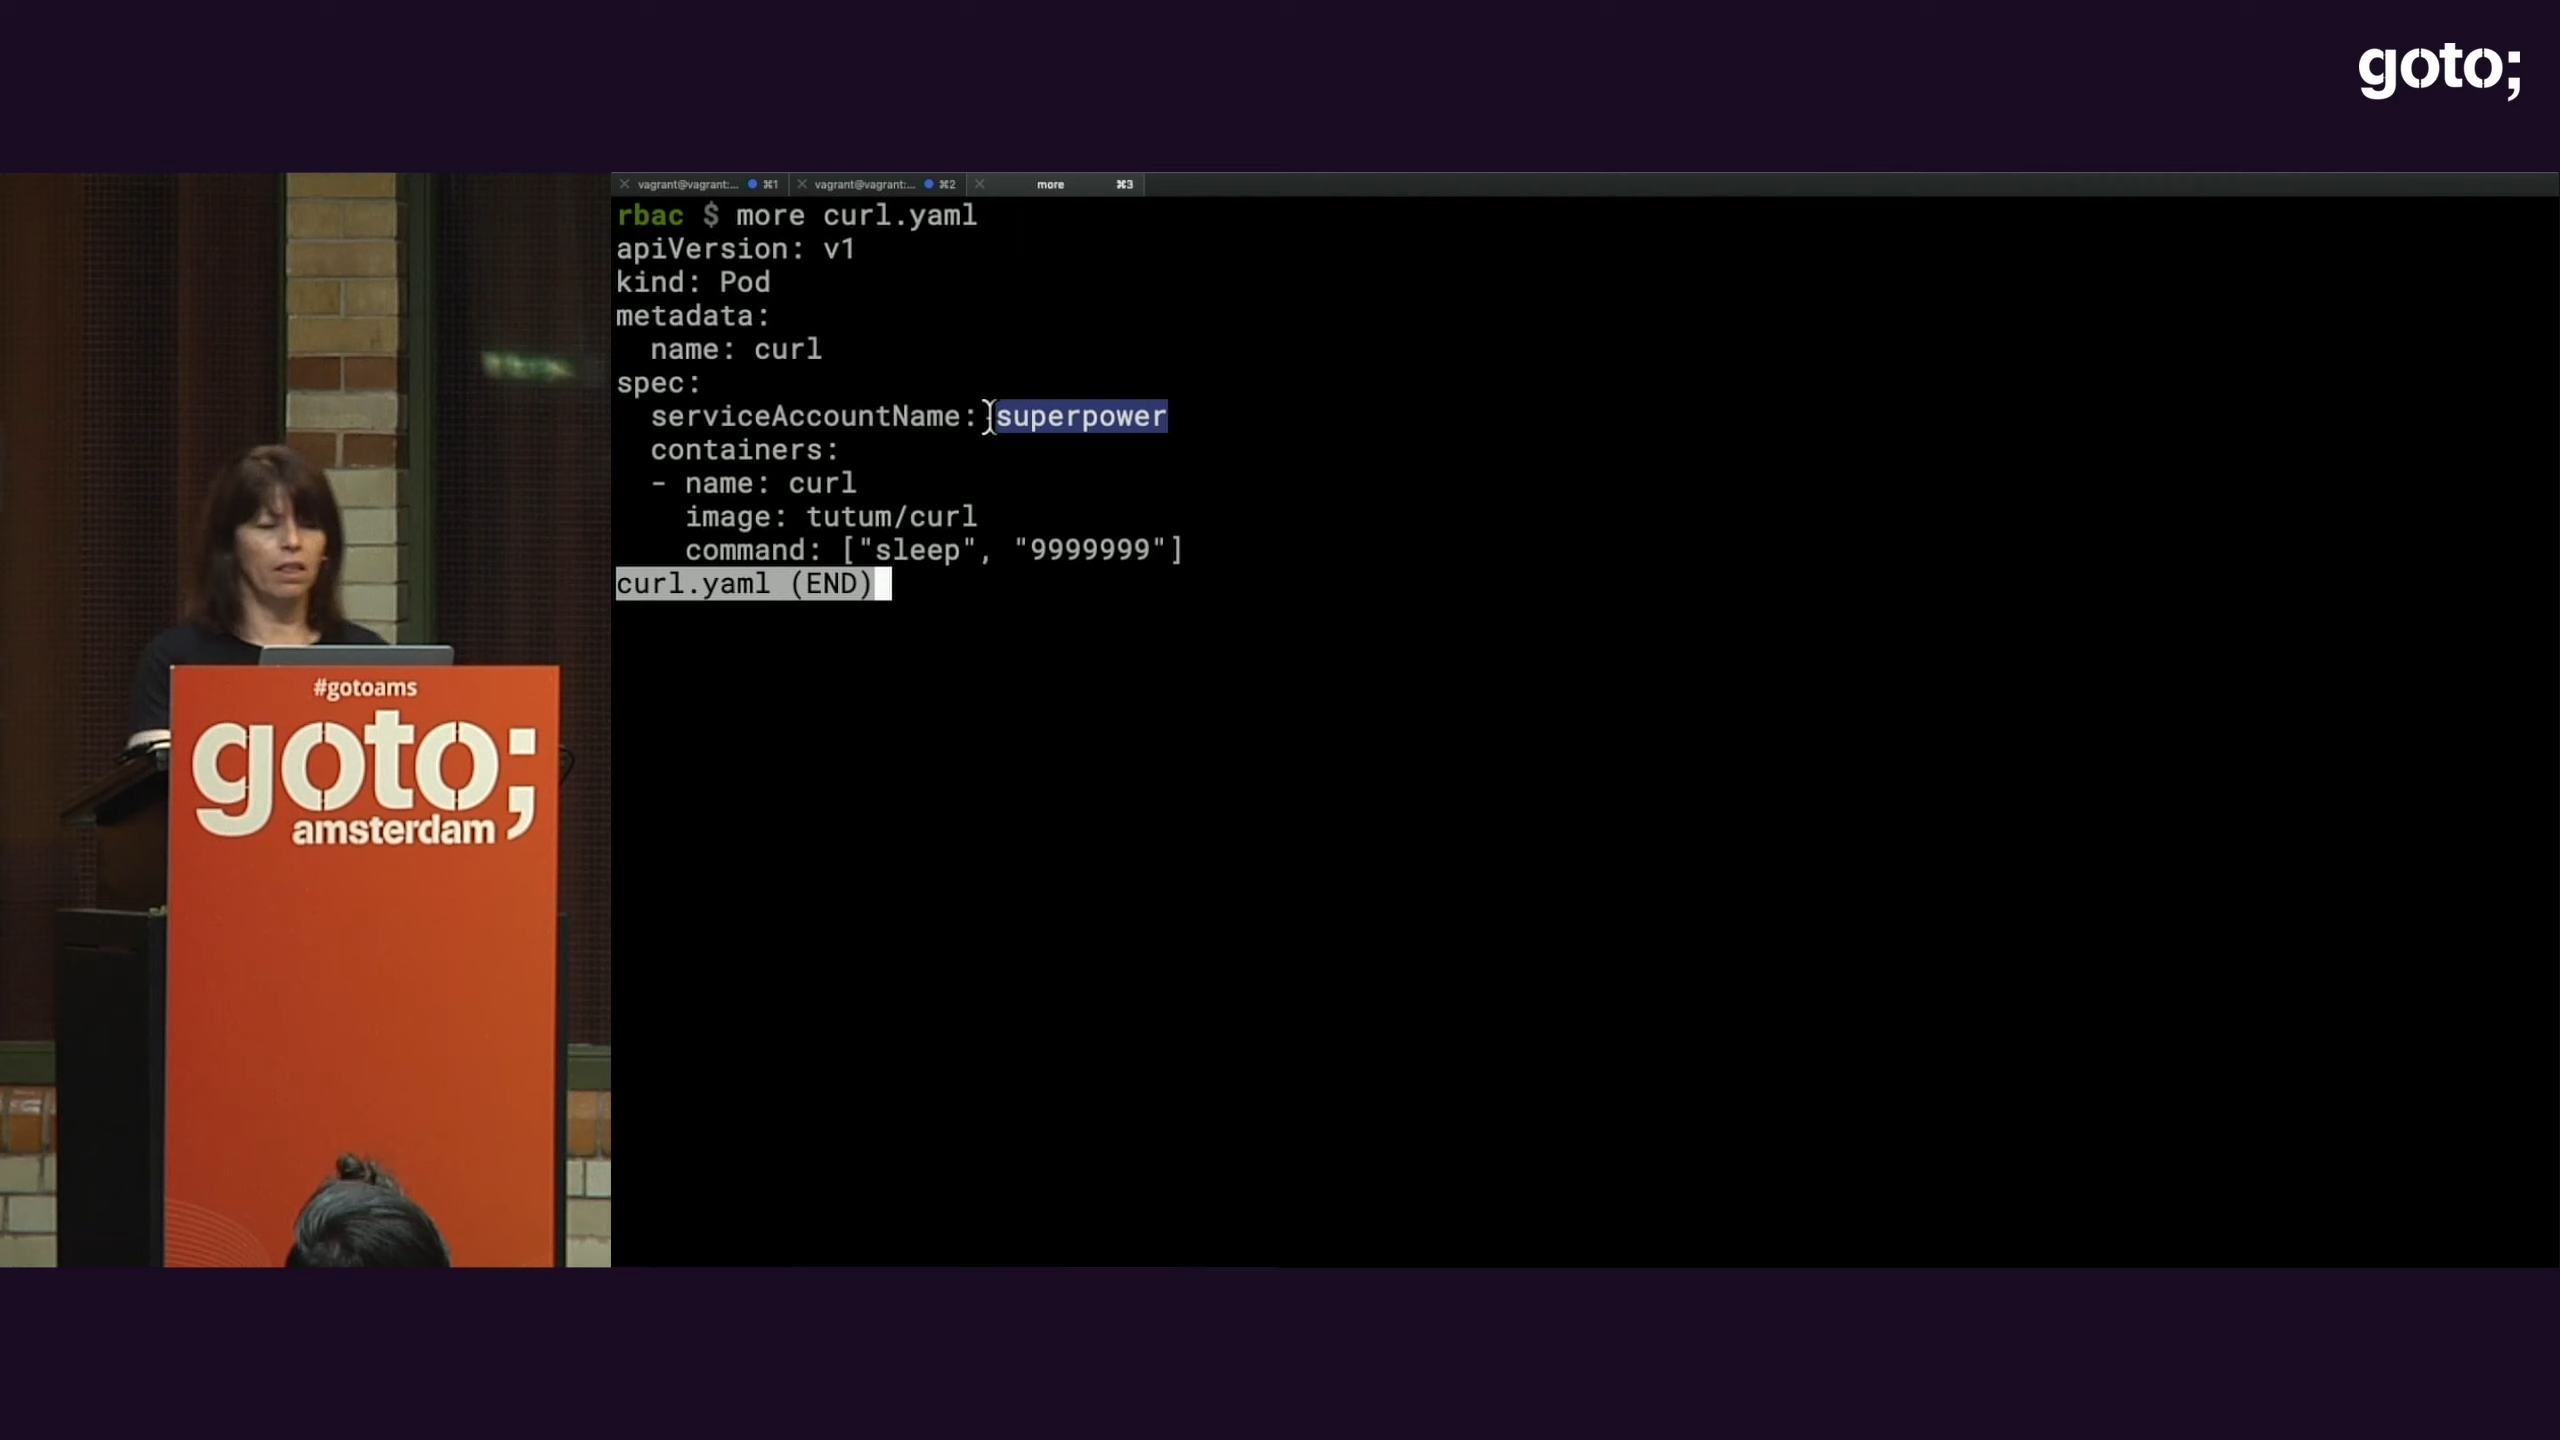 goto;
vagrant@vagrant:... ⌘1 vagrant@vagrant:... ⌘2 more ⌘3
rbac $ more curl.yaml
apiVersion: v1
kind: Pod
metadata:
  name: curl
spec:
  serviceAccountName: superpower
  containers:
  - name: curl
    image: tutum/curl
    command: ["sleep", "9999999"]
curl.yaml (END)
#gotoams
goto;
amsterdam